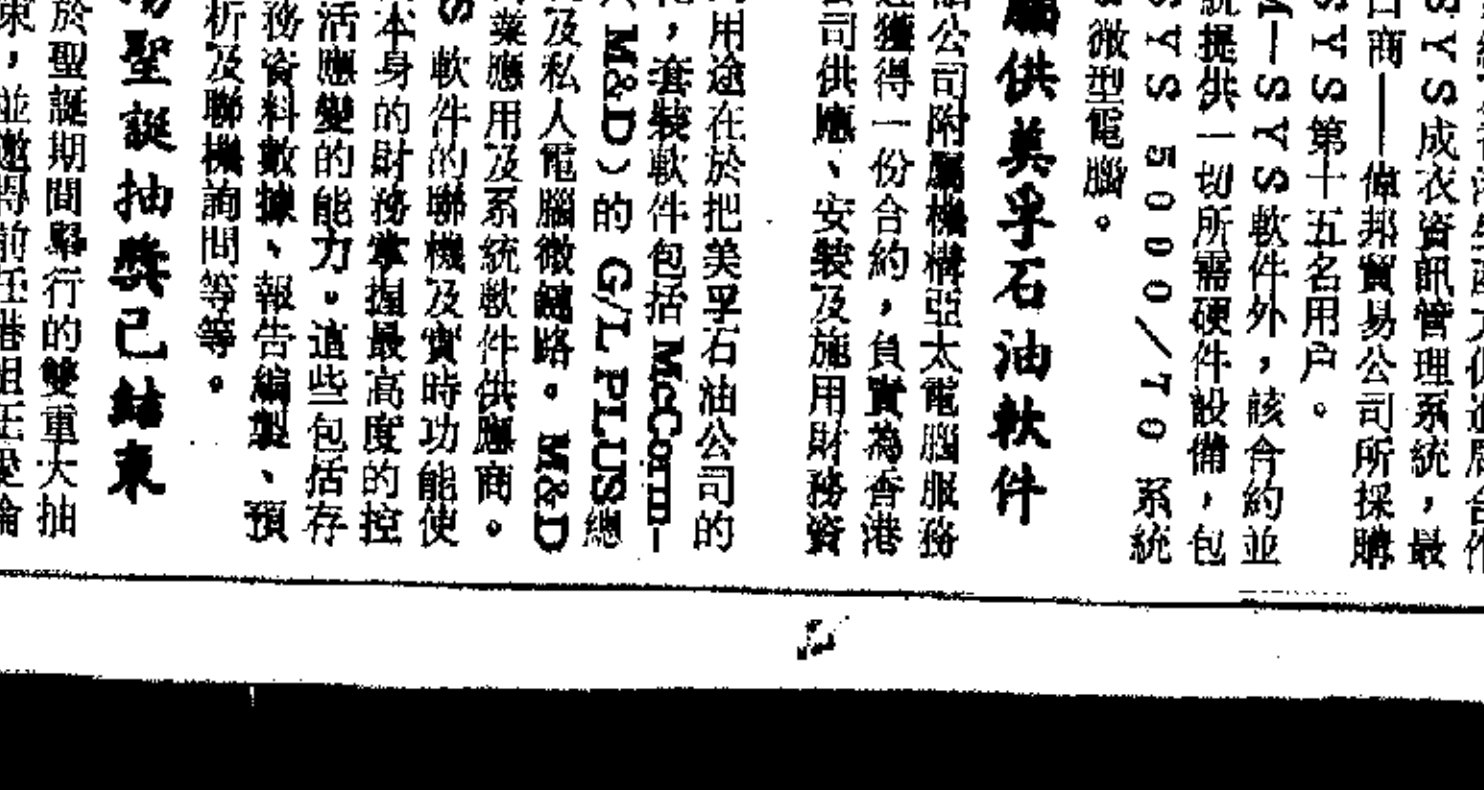 SYS成衣資訊管理系統，最
商——偉邦貿易公司所採購
SYS第十五名用戶。
M—SYS軟件外，該合約並
統提供一切所需硬件設備，包
SYS 5000/70 系統
微型電腦。
腦供美孚石油軟件
公司附屬機構亞太電腦服務
獲得一份合約，負責為香港
司供應、安裝及施用財務資
用途在於把美孚石油公司的
，套裝軟件包括 McCorm-
(M&D)的 G/L PLUS總
及私人電腦微鏈路。M&D
業應用及系統軟件供應商。
S 軟件的聯機及實時功能使
本身的財務掌握最高度的控
活應變的能力。這些包括存
務資料數據、報告編製、預
析及聯機詢問等等。
聖誕抽獎已結束
於聖誕期間舉行的雙重大抽
，並邀得前任港姐